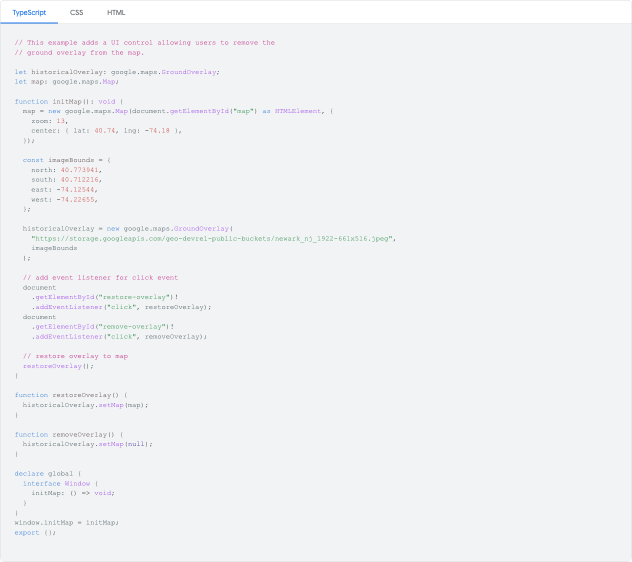 TypeScript CSS HTML
// This example adds a UI control allowing users to remove the
// ground overlay from the map.
let historicalOverlay: google.maps.GroundOverlay;
let map: google.maps.Map;
function initMap(): void {
  map = new google.maps.Map(document.getElementById("map") as HTMLElement, {
    zoom: 13,
    center: { lat: 40.74, lng: -74.18 },
  });
  const imageBounds = {
    north: 40.773941,
    south: 40.712216,
    east: -74.12544,
    west: -74.22655,
  };
  historicalOverlay = new google.maps.GroundOverlay(
    "https://storage.googleapis.com/geo-devrel-public-buckets/newark_nj_1922-661x516.jpeg",
    imageBounds
  );
  // add event listener for click event
  document
    .getElementById("restore-overlay")!
    .addEventListener("click", restoreOverlay);
  document
    .getElementById("remove-overlay")!
    .addEventListener("click", removeOverlay);
  // restore overlay to map
  restoreOverlay();
}
function restoreOverlay() {
  historicalOverlay.setMap(map);
}
function removeOverlay() {
  historicalOverlay.setMap(null);
}
declare global {
  interface Window {
    initMap: () => void;
  }
}
window.initMap = initMap;
export {};